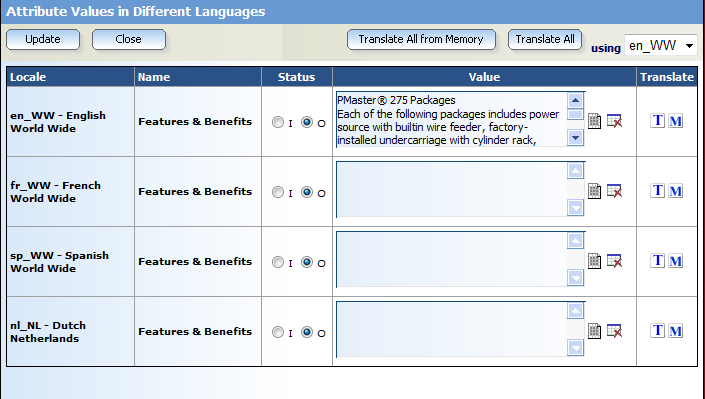 Attribute Values in Different Languages
Update Close Translate All from Memory Translate All using en_WW
Locale Name Status Value Translate
en_WW - English World Wide Features & Benefits I O
PMaster® 275 Packages
Each of the following packages includes power
source with builtin wire feeder, factory-
installed undercarriage with cylinder rack,
T M
fr_WW - French World Wide Features & Benefits I O T M
sp_WW - Spanish World Wide Features & Benefits I O T M
nl_NL - Dutch Netherlands Features & Benefits I O T M